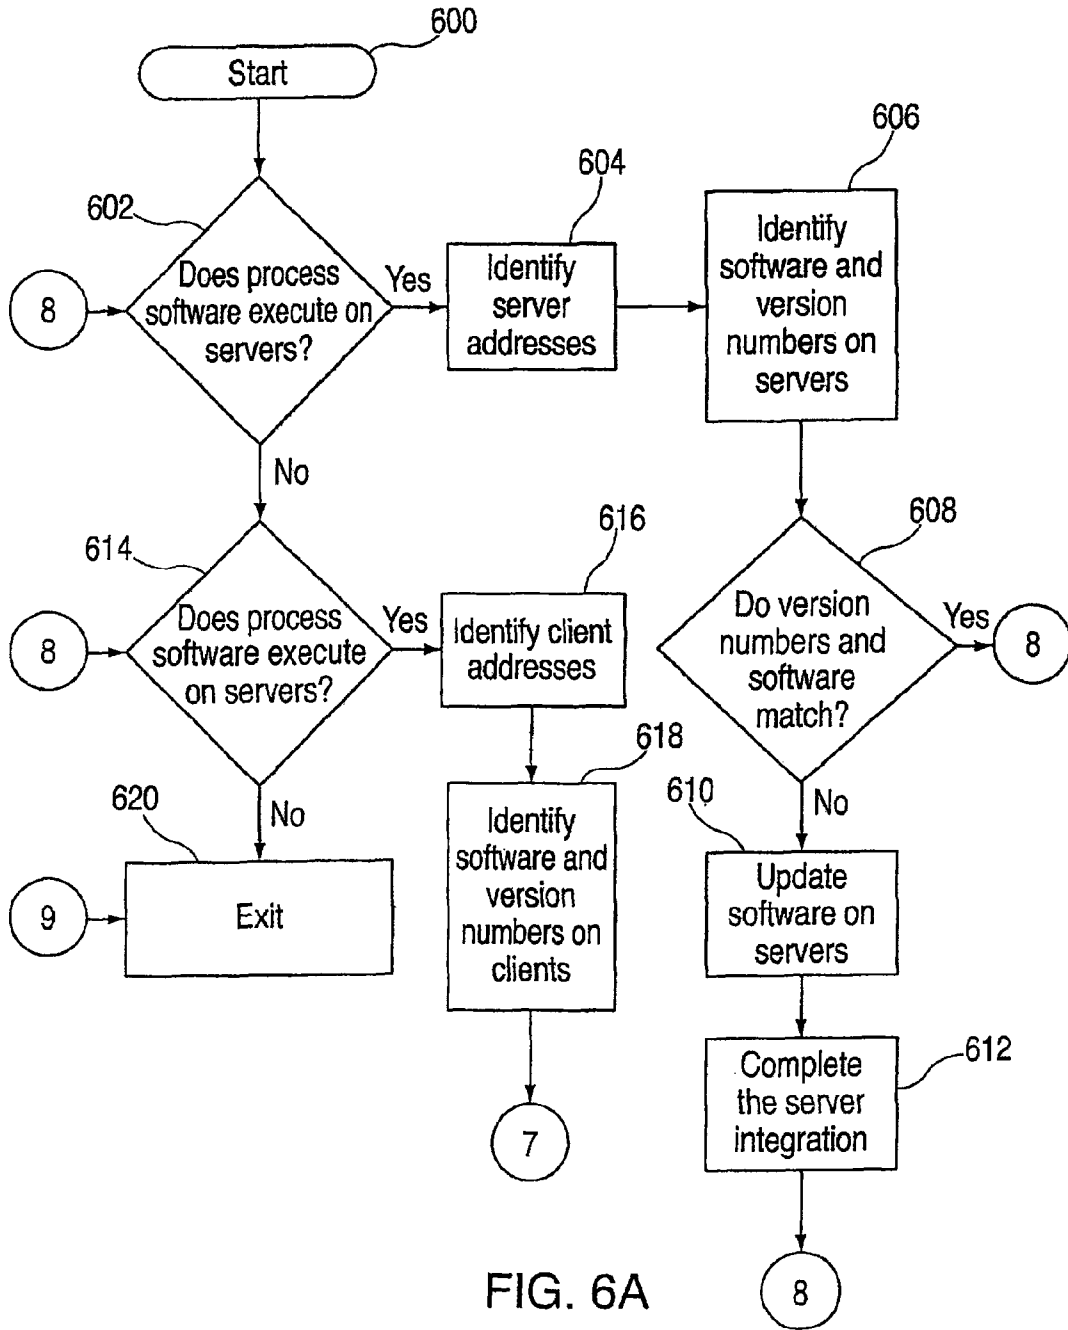 600
Start
602
8
Does process
software execute on
servers?
Yes
604
Identify
server
addresses
606
Identify
software and
version
numbers on
servers
No
614
8
Does process
software execute
on servers?
Yes
616
Identify client
addresses
608
Do version
numbers and
software
match?
Yes
8
No
620
9
Exit
618
Identify
software and
version
numbers on
clients
7
No
610
Update
software on
servers
612
Complete
the server
integration
8
FIG. 6A